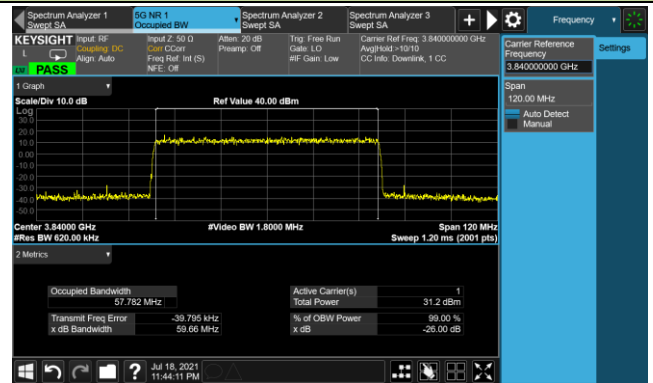 Spectrum Analyzer 1
Swept SA
5G NR 1
Occupied BW
Spectrum Analyzer 2
Swept SA
Spectrum Analyzer 3
Swept SA
Frequency
KEYSIGHT
L
PASS
Input: RF
Coupling: DC
Align: Auto
Input Z: 50 Ω
Corr CCorr
Freq Ref: Int (S)
NFE: Off
Atten: 20 dB
Preamp: Off
Trig: Free Run
Gate: LO
#IF Gain: Low
Carrier Ref Freq: 3.840000000 GHz
Avg|Hold:>10/10
CC Info: Downlink, 1 CC
Carrier Reference
Frequency
3.840000000 GHz
Settings
Span
120.00 MHz
Auto Detect
Manual
1 Graph
Scale/Div 10.0 dB
Ref Value 40.00 dBm
Log
30.0
20.0
10.0
0.00
-10.0
-20.0
-30.0
-40.0
-50.0
Center 3.84000 GHz
#Video BW 1.8000 MHz
Span 120 MHz
#Res BW 620.00 kHz
Sweep 1.20 ms (2001 pts)
2 Metrics
Occupied Bandwidth
57.782 MHz
Active Carrier(s) 1
Total Power 31.2 dBm
Transmit Freq Error -39.795 kHz
x dB Bandwidth 59.66 MHz
% of OBW Power 99.00 %
x dB -26.00 dB
?
Jul 18, 2021
11:44:11 PM